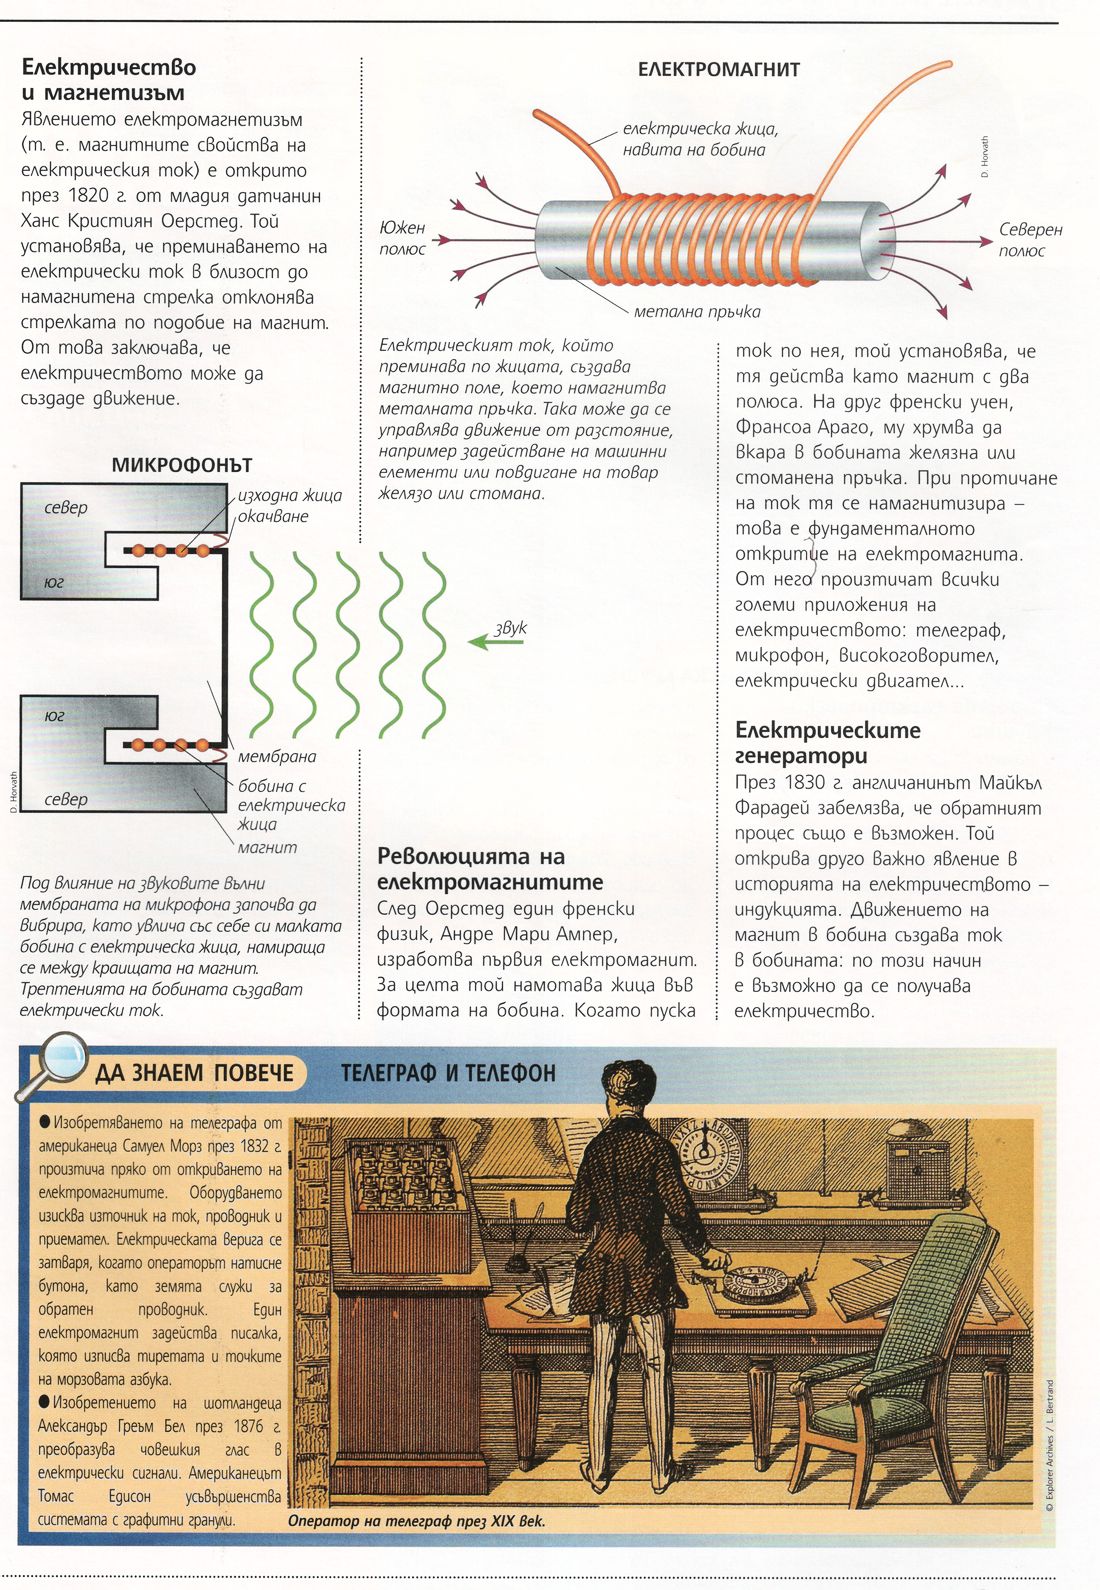 Електричество
и магнетизъм
Явлението електромагнетизъм
(т. е. магнитните свойства на
електрическия ток) е открито
през 1820 г. от младия датчанин
Ханс Кристиян Оерстед. Той
установява, че преминаването на
електрически ток в близост до
намагнитена стрелка отклонява
стрелката по подобие на магнит.
От това заключава, че
електричеството може да
създаде движение.
ЕЛЕКТРОМАГНИТ
електрическа жица,
навита на бобина
D. Horvath
Южен
полюс
Северен
полюс
метална пръчка
Електрическият ток, който
преминава по жицата, създава
магнитно поле, което намагнитва
металната пръчка. Така може да се
управлява движение от разстояние,
например задействане на машинни
елементи или повдигане на товар
желязо или стомана.
МИКРОФОНЪТ
север
юг
изходна жица
окачване
звук
юг
север
мембрана
бобина с
електрическа
жица
магнит
D. Horvath
Под влияние на звуковите вълни
мембраната на микрофона започва да
вибрира, като увлича със себе си малката
бобина с електрическа жица, намираща
се между краищата на магнит.
Трептенията на бобината създават
електрически ток.
Революцията на
електромагнитите
След Оерстед един френски
физик, Андре Мари Ампер,
изработва първия електромагнит.
За целта той намотава жица във
формата на бобина. Когато пуска
ток по нея, той установява, че
тя действа като магнит с два
полюса. На друг френски учен,
Франсоа Араго, му хрумва да
вкара в бобината желязна или
стоманена пръчка. При протичане
на ток тя се намагнитизира –
това е фундаменталното
откритие на електромагнита.
От него произтичат всички
големи приложения на
електричеството: телеграф,
микрофон, високоговорител,
електрически двигател...
Електрическите
генератори
През 1830 г. англичанинът Майкъл
Фарадей забелязва, че обратният
процес също е възможен. Той
открива друго важно явление в
историята на електричеството –
индукцията. Движението на
магнит в бобина създава ток
в бобината: по този начин
е възможно да се получава
електричество.
ДА ЗНАЕМ ПОВЕЧЕ
ТЕЛЕГРАФ И ТЕЛЕФОН
● Изобретяването на телеграфа от
американеца Самуел Морз през 1832 г.
произтича пряко от откриването на
електромагнитите. Оборудването
изисква източник на ток, проводник и
приемател. Електрическата верига се
затваря, когато операторът натисне
бутона, като земята служи за
обратен проводник. Един
електромагнит задейства писалка,
която изписва тиретата и точките
на морзовата азбука.
● Изобретението на шотландеца
Александър Греъм Бел през 1876 г.
преобразува човешкия глас в
електрически сигнали. Американецът
Томас Едисон усъвършенства
системата с графитни гранули.
Оператор на телеграф през XIX век.
© Explorer Archives / L. Bertrand